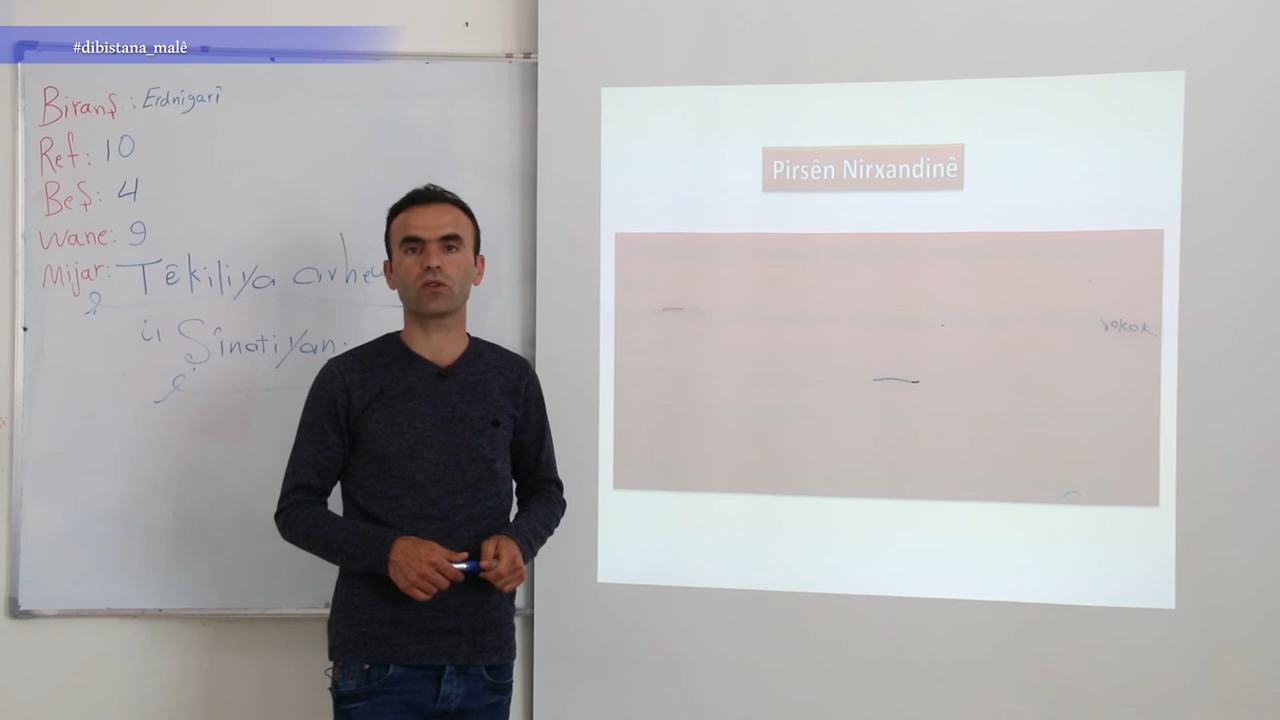 #dibistana_malê
Biranş: Erdnîgarî
Ref: 10
Beş: 4
Wane: 9
Mijar: Têkiliya
û Şînatiyan.
Pirsên Nirxandinê